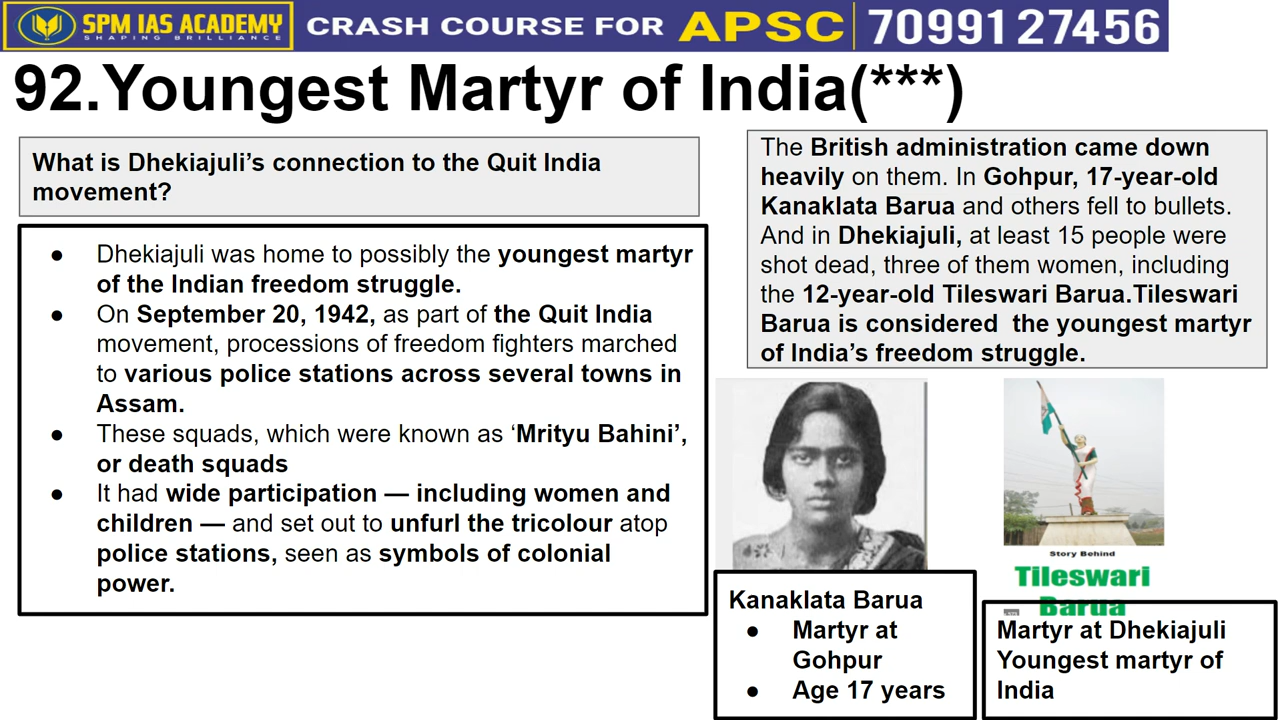 SPM IAS ACADEMY
SHAPING BRILLIANCE
CRASH COURSE FOR APSC 7099127456
92.Youngest Martyr of India(***)
What is Dhekiajuli’s connection to the Quit India
movement?
● Dhekiajuli was home to possibly the youngest martyr
of the Indian freedom struggle.
● On September 20, 1942, as part of the Quit India
movement, processions of freedom fighters marched
to various police stations across several towns in
Assam.
● These squads, which were known as ‘Mrityu Bahini’,
or death squads
● It had wide participation — including women and
children — and set out to unfurl the tricolour atop
police stations, seen as symbols of colonial
power.
The British administration came down
heavily on them. In Gohpur, 17-year-old
Kanaklata Barua and others fell to bullets.
And in Dhekiajuli, at least 15 people were
shot dead, three of them women, including
the 12-year-old Tileswari Barua.Tileswari
Barua is considered  the youngest martyr
of India’s freedom struggle.
Kanaklata Barua
● Martyr at
Gohpur
● Age 17 years
Story Behind
Tileswari
Barua
Martyr at Dhekiajuli
Youngest martyr of
India